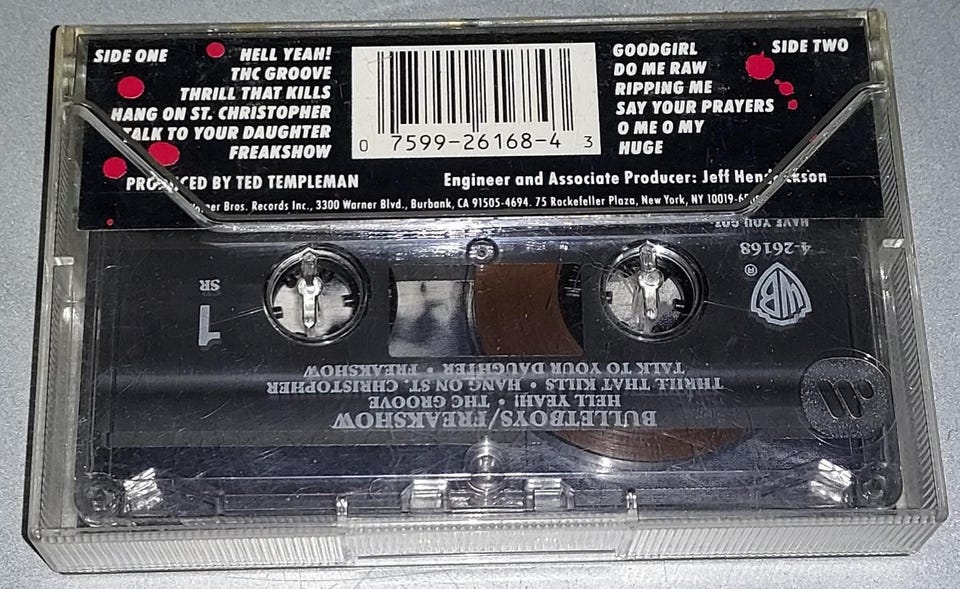 SIDE ONE
HELL YEAH!
THC GROOVE
THRILL THAT KILLS
HANG ON ST. CHRISTOPHER
TALK TO YOUR DAUGHTER
FREAKSHOW
0 7599-26168-4 3
SIDE TWO
GOODGIRL
DO ME RAW
RIPPING ME
SAY YOUR PRAYERS
O ME O MY
HUGE
PRODUCED BY TED TEMPLEMAN
Engineer and Associate Producer: Jeff Hendrickson
Bros. Records Inc., 3300 Warner Blvd., Burbank, CA 91505-4694. 75 Rockefeller Plaza, New York, NY
HAVE YOU GOT
4-26168
WB®
SR
1
BULLETBOYS/FREAKSHOW
HELL YEAH! • THC GROOVE
THRILL THAT KILLS • HANG ON ST. CHRISTOPHER
TALK TO YOUR DAUGHTER • FREAKSHOW